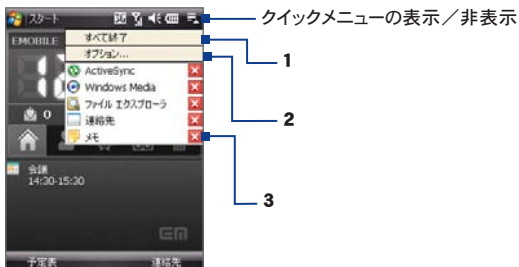 スタート
クイックメニューの表示／非表示
EMOBILE
すべて終了
1
オプション...
2
ActiveSync
Windows Media
ファイル エクスプローラ
連絡先
メモ
3
0
会議
14:30-15:30
EM
予定表
連絡先